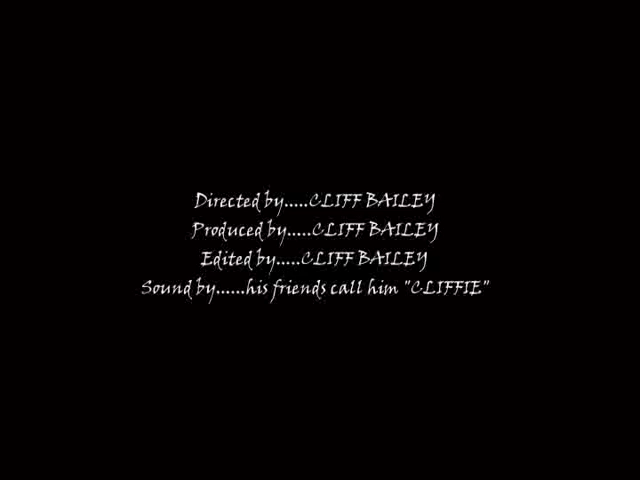 Directed by.....CLIFF BAILEY
Produced by.....CLIFF BAILEY
Edited by.....CLIFF BAILEY
Sound by......his friends call him "CLIFFIE"